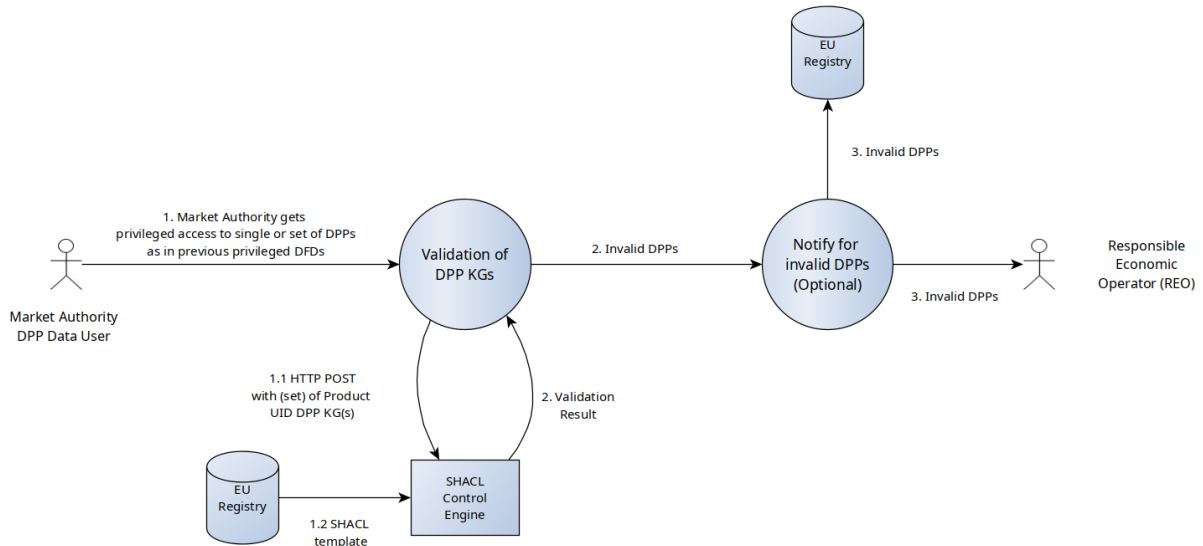 EU
Registry
3. Invalid DPPs
1. Market Authority gets
privileged access to single or set of DPPs
as in previous privileged DFDs
Market Authority
DPP Data User
Validation of
DPP KGs
2. Invalid DPPs
Notify for
invalid DPPs
(Optional)
3. Invalid DPPs
Responsible
Economic
Operator (REO)
1.1 HTTP POST
with (set) of Product
UID DPP KG(s)
2. Validation
Result
EU
Registry
1.2 SHACL
template
SHACL
Control
Engine